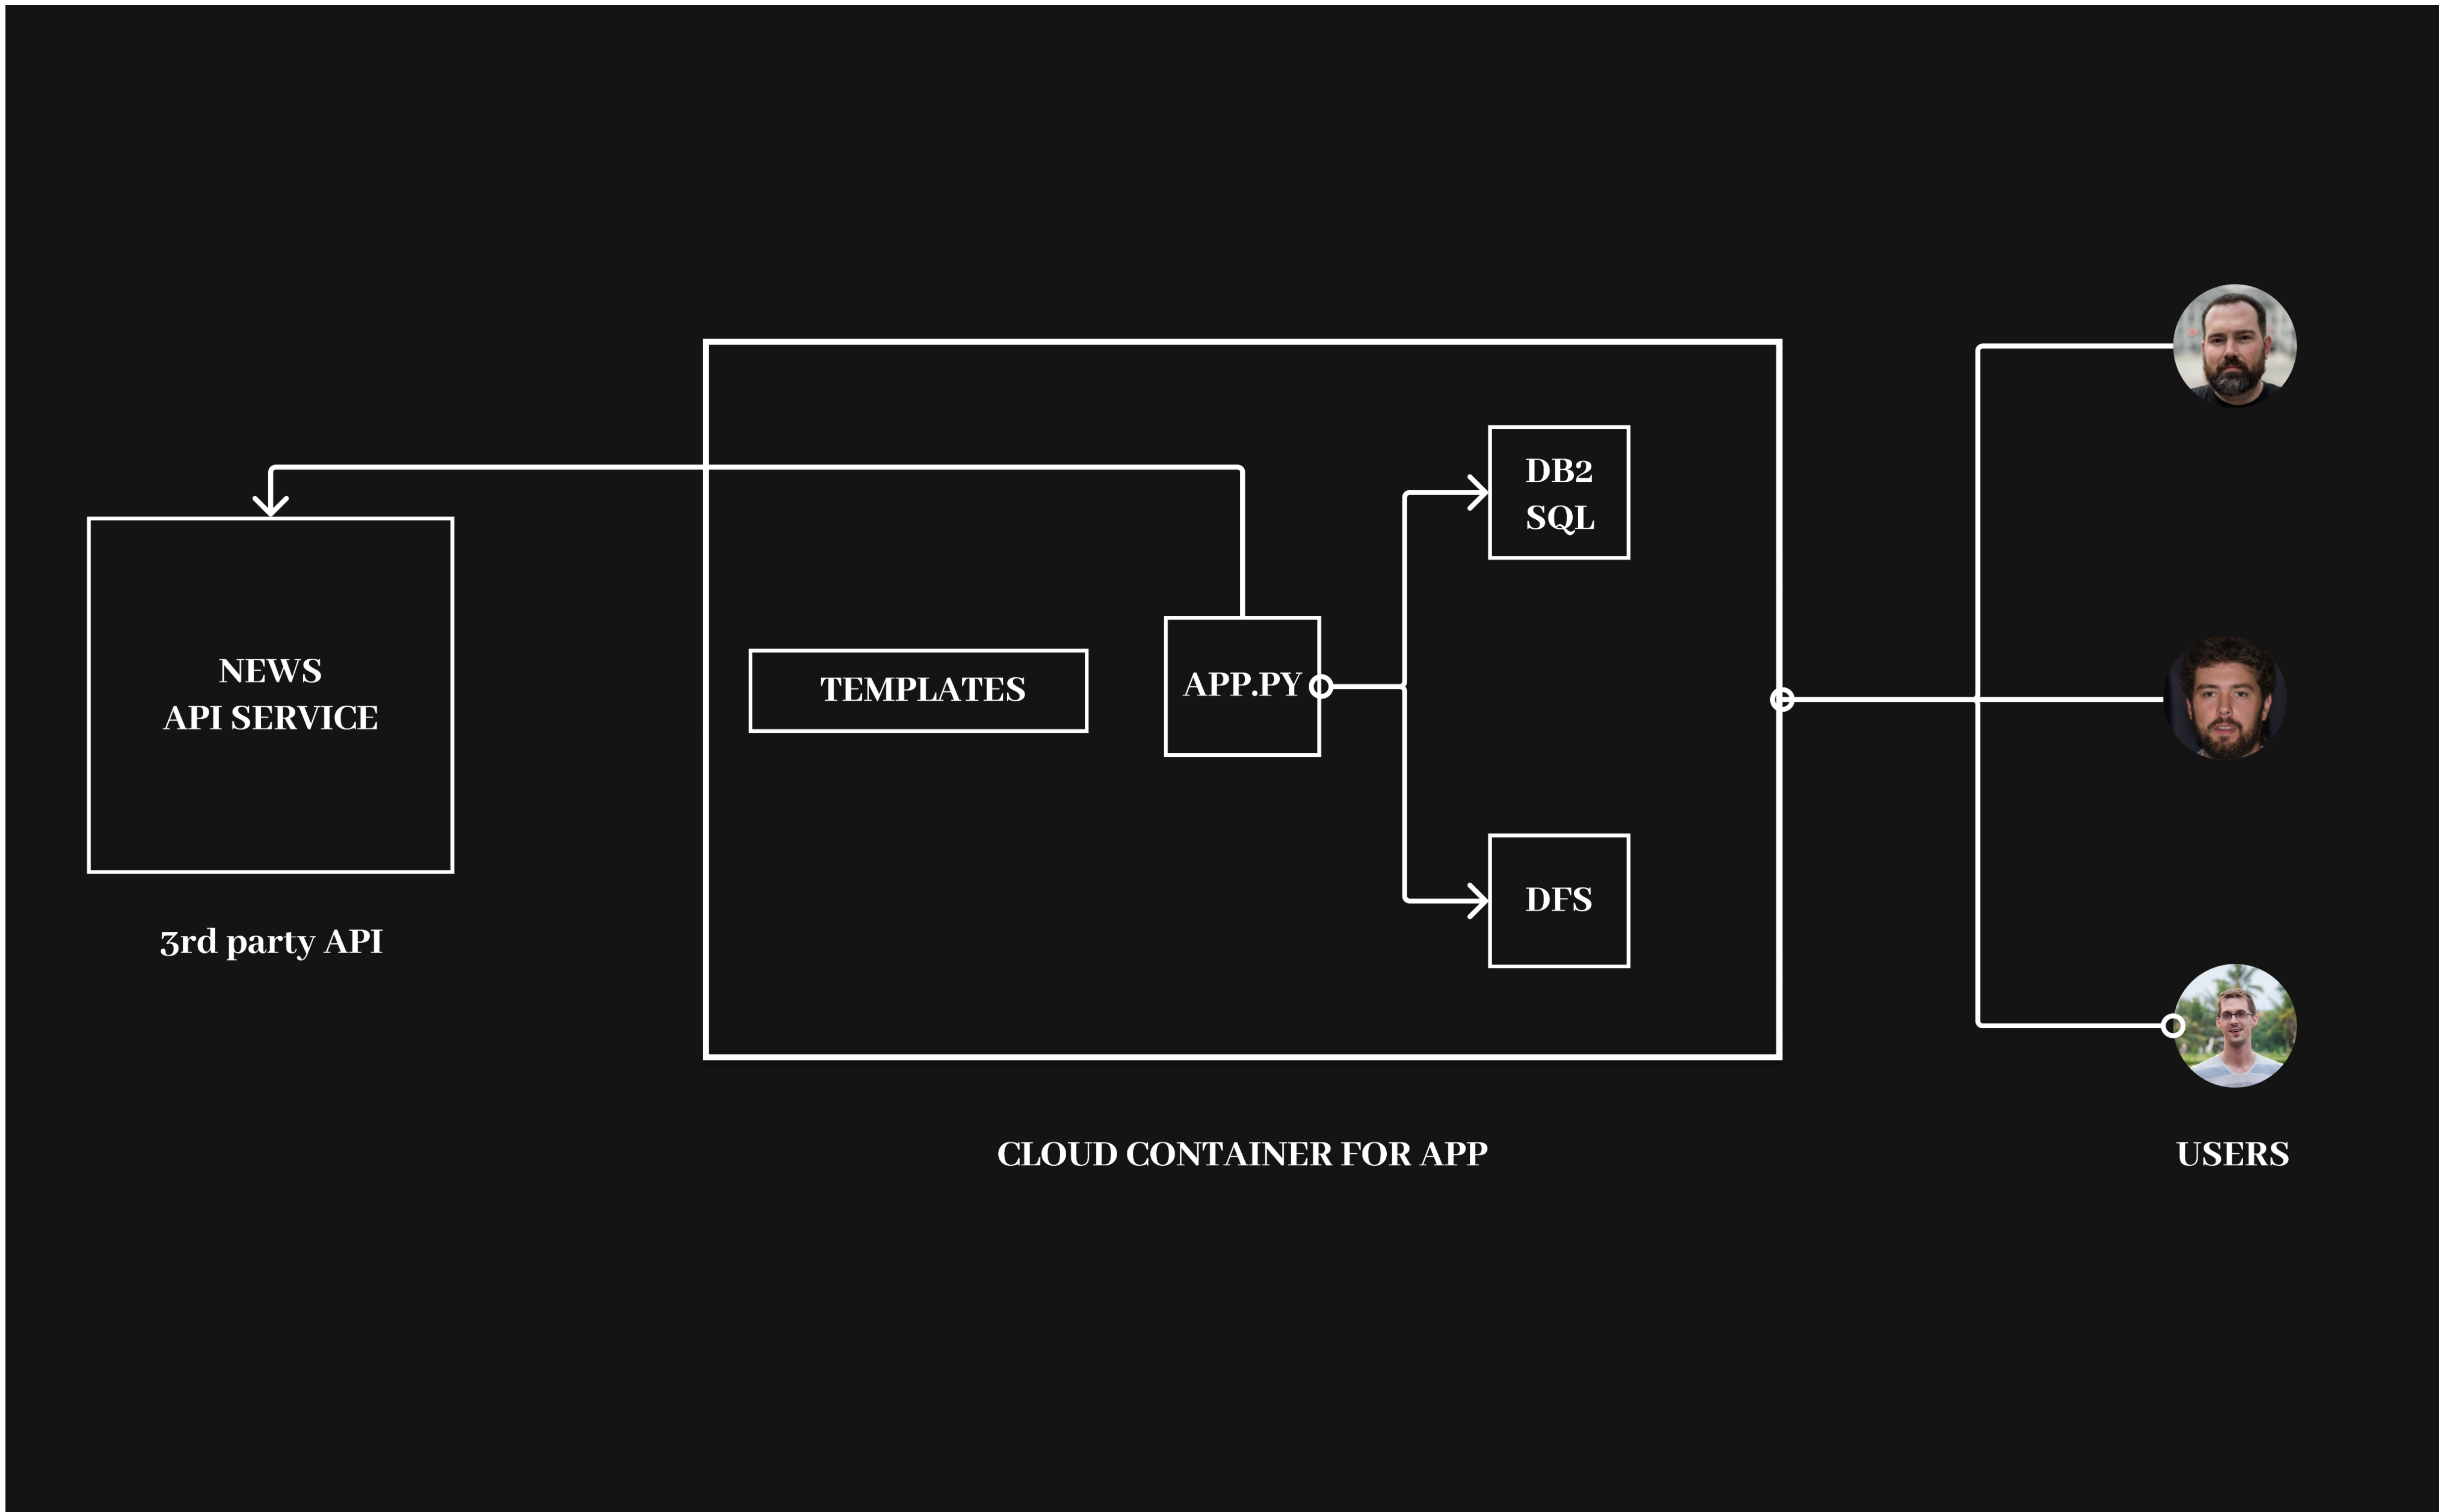 NEWS
API SERVICE
3rd party API
TEMPLATES
APP.PY
DB2
SQL
DFS
CLOUD CONTAINER FOR APP
USERS